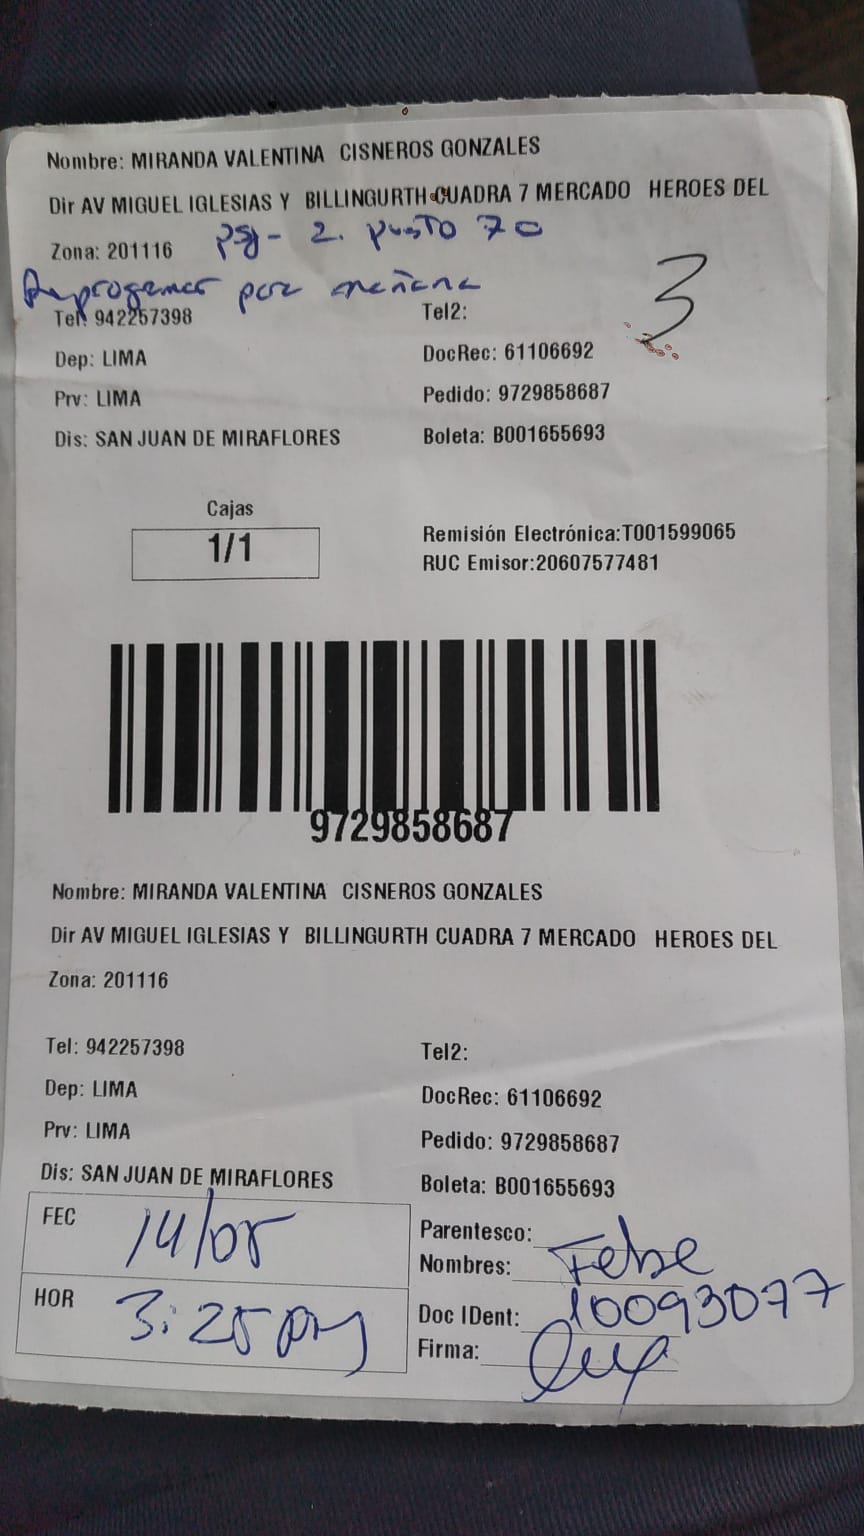 Nombre: MIRANDA VALENTINA CISNEROS GONZALES
Dir AV MIGUEL IGLESIAS Y BILLINGURTH CUADRA 7 MERCADO HEROES DEL
Zona: 201116 psj- 2. puesto 70
Reprogramar para mañana
3
Tel: 942257398 Tel2:
Dep: LIMA DocRec: 61106692
Prv: LIMA Pedido: 9729858687
Dis: SAN JUAN DE MIRAFLORES Boleta: B001655693
Cajas
1/1
Remisión Electrónica:T001599065
RUC Emisor:20607577481
9729858687
Nombre: MIRANDA VALENTINA CISNEROS GONZALES
Dir AV MIGUEL IGLESIAS Y BILLINGURTH CUADRA 7 MERCADO HEROES DEL
Zona: 201116
Tel: 942257398 Tel2:
Dep: LIMA DocRec: 61106692
Prv: LIMA Pedido: 9729858687
Dis: SAN JUAN DE MIRAFLORES Boleta: B001655693
FEC 14/05
HOR 3:25 pm
Parentesco:
Nombres: Febe
Doc IDent: 10093077
Firma: